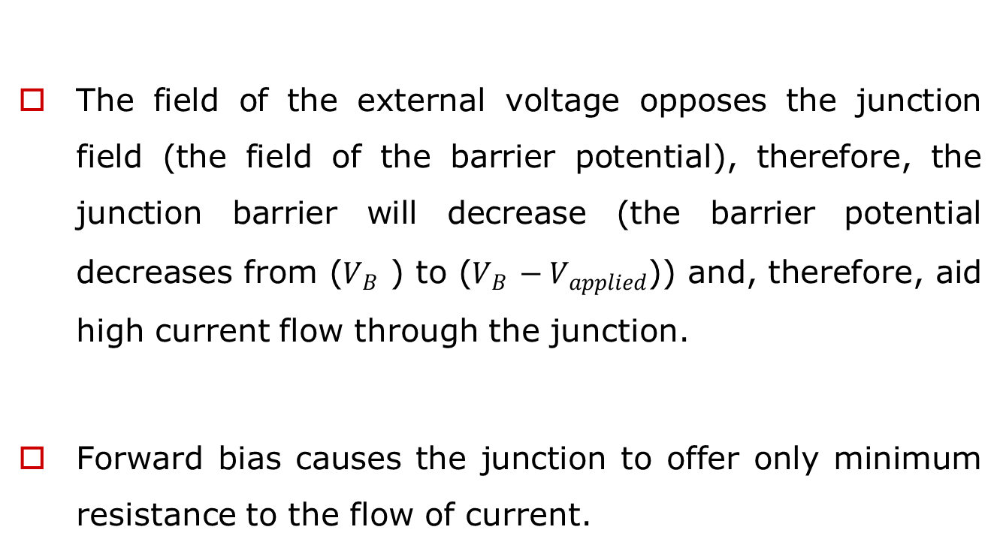 The field of the external voltage opposes the junction
field (the field of the barrier potential), therefore, the
junction barrier will decrease (the barrier potential
decreases from (V_B ) to (V_B − V_applied)) and, therefore, aid
high current flow through the junction.
Forward bias causes the junction to offer only minimum
resistance to the flow of current.